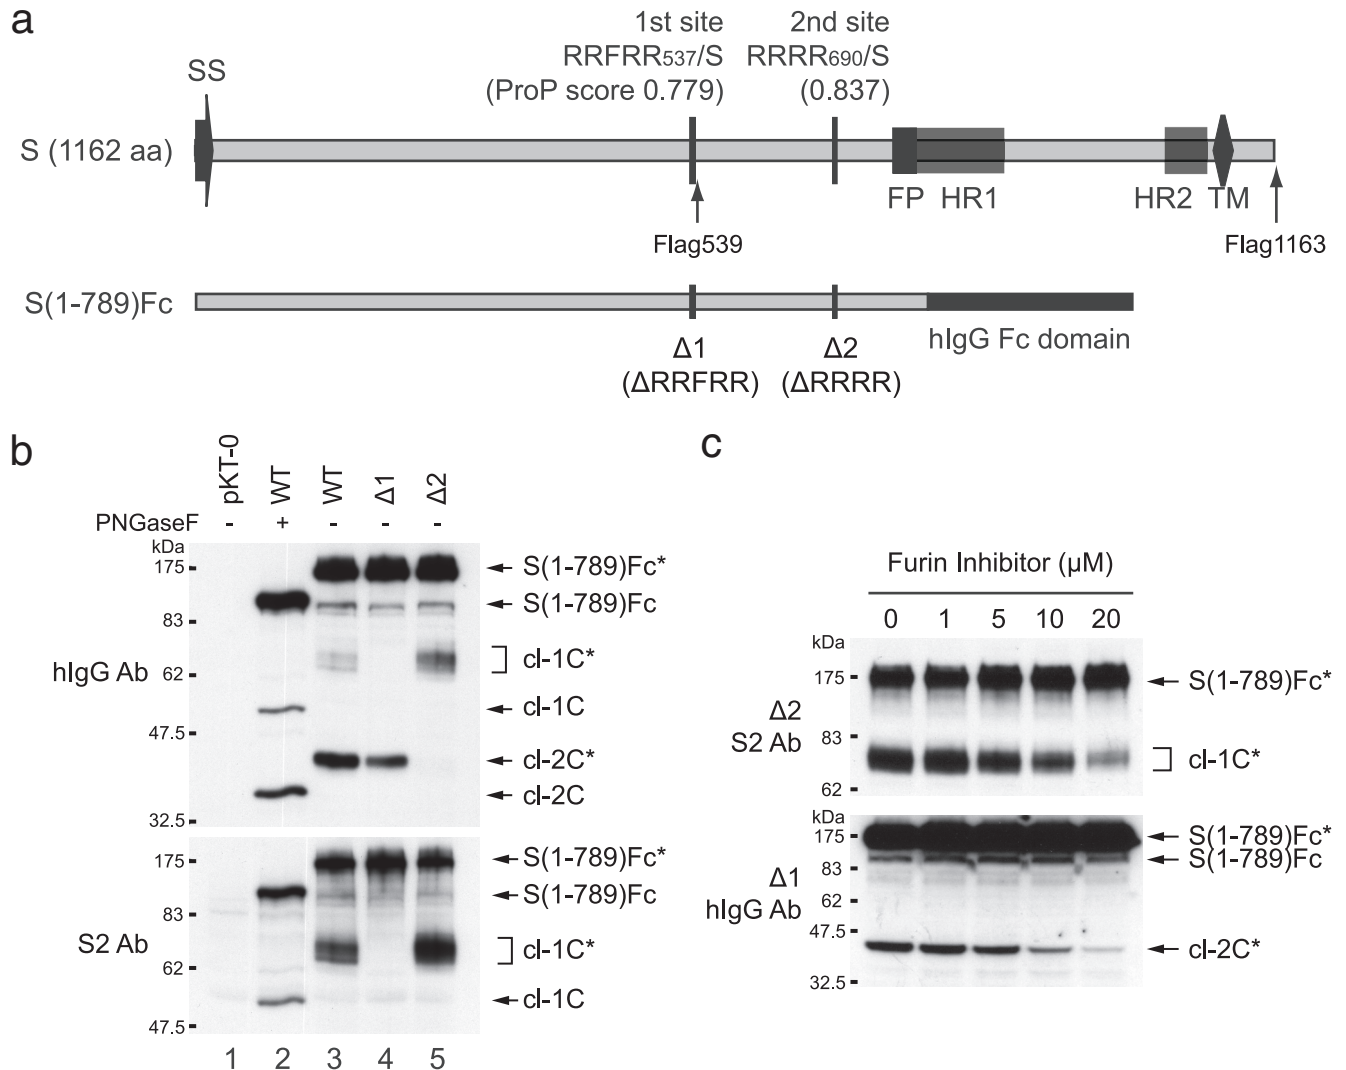 a
1st site
RRFRR537/S
(ProP score 0.779)
2nd site
RRRR690/S
(0.837)
SS
S (1162 aa)
FP
HR1
HR2
TM
Flag539
Flag1163
S(1-789)Fc
Δ1
(ΔRRFRR)
Δ2
(ΔRRRR)
hIgG Fc domain
b
pKT-0
WT
WT
Δ1
Δ2
PNGaseF - + - - -
kDa
175
83
62
47.5
32.5
hIgG Ab
S(1-789)Fc*
S(1-789)Fc
cl-1C*
cl-1C
cl-2C*
cl-2C
175
83
62
47.5
S2 Ab
S(1-789)Fc*
S(1-789)Fc
cl-1C*
cl-1C
1 2 3 4 5
c
Furin Inhibitor (μM)
0 1 5 10 20
kDa
175
83
62
Δ2
S2 Ab
S(1-789)Fc*
cl-1C*
kDa
175
83
62
47.5
32.5
Δ1
hIgG Ab
S(1-789)Fc*
S(1-789)Fc
cl-2C*